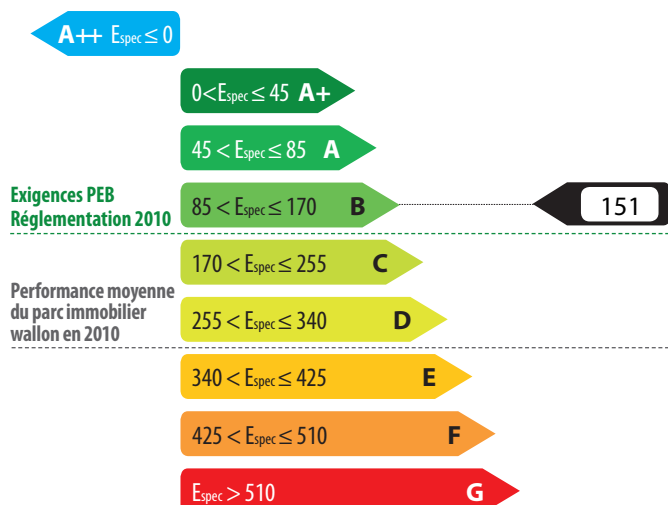 A++ Espec ≤ 0
0<Espec ≤ 45 A+
45 < Espec ≤ 85 A
Exigences PEB
Réglementation 2010
85 < Espec ≤ 170 B
151
170 < Espec ≤ 255 C
Performance moyenne
du parc immobilier
wallon en 2010
255 < Espec ≤ 340 D
340 < Espec ≤ 425 E
425 < Espec ≤ 510 F
Espec > 510 G